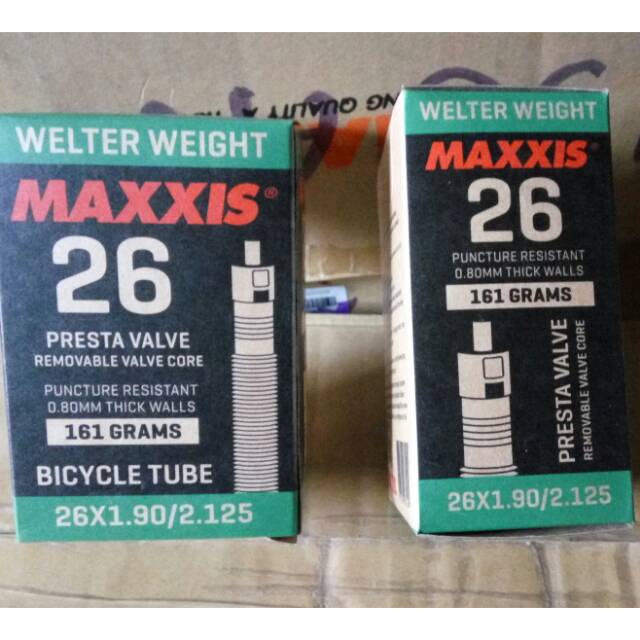 NG QUALITY A
WELTER WEIGHT
MAXXIS®
26
PRESTA VALVE
REMOVABLE VALVE CORE
PUNCTURE RESISTANT
0.80MM THICK WALLS
161 GRAMS
BICYCLE TUBE
26X1.90/2.125
WELTER WEIGHT
MAXXIS®
26
PUNCTURE RESISTANT
0.80MM THICK WALLS
161 GRAMS
PRESTA VALVE
REMOVABLE VALVE CORE
26X1.90/2.125